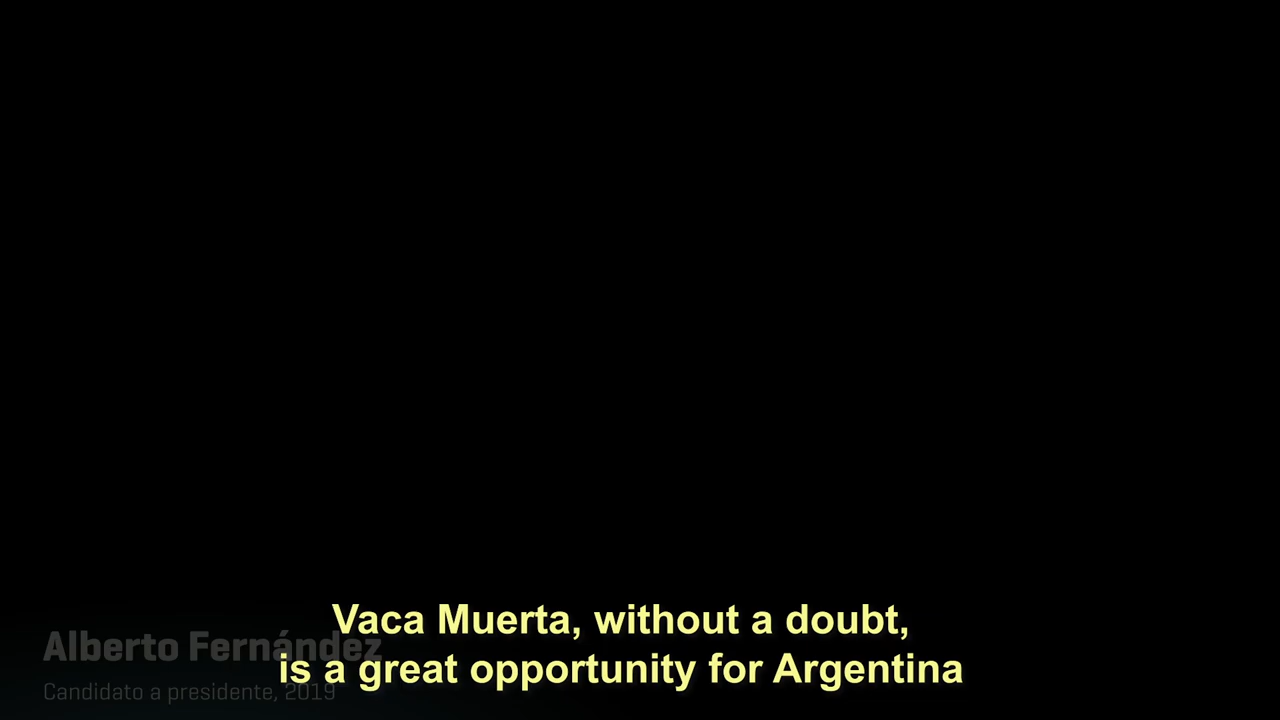 Vaca Muerta, without a doubt,
is a great opportunity for Argentina
Alberto Fernández
Candidato a presidente, 2019